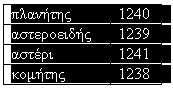 πλανήτης 1240
αστεροειδής 1239
αστέρι 1241
κομήτης 1238